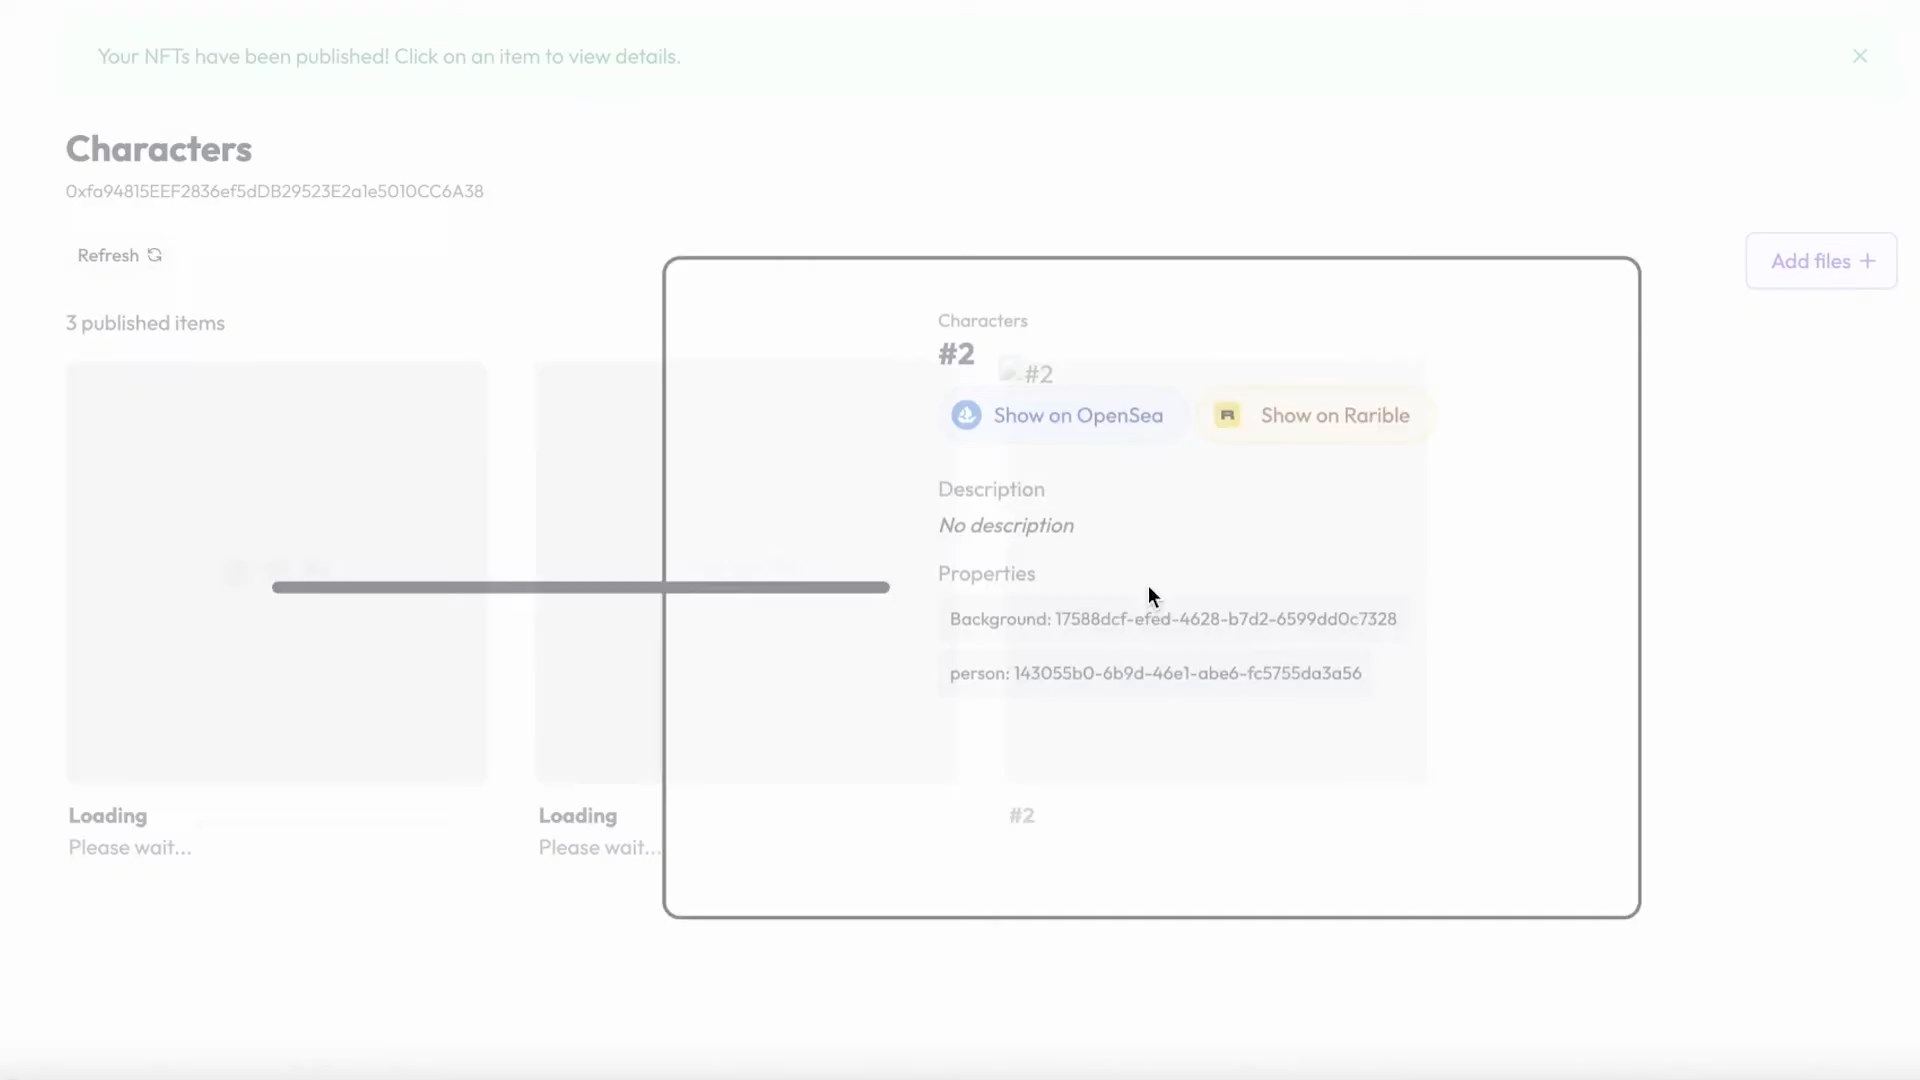 Your NFTs have been published! Click on an item to view details.
Characters
0xfa94815EEF2836ef5dDB29523E2a1e5010CC6A38
Refresh
Add files +
3 published items
Characters
#2
#2
Show on OpenSea
Show on Rarible
Description
No description
Properties
Background: 17588dcf-efed-4628-b7d2-6599dd0c7328
person: 143055b0-6b9d-46e1-abe6-fc5755da3a56
Loading
Please wait...
Loading
Please wait...
#2